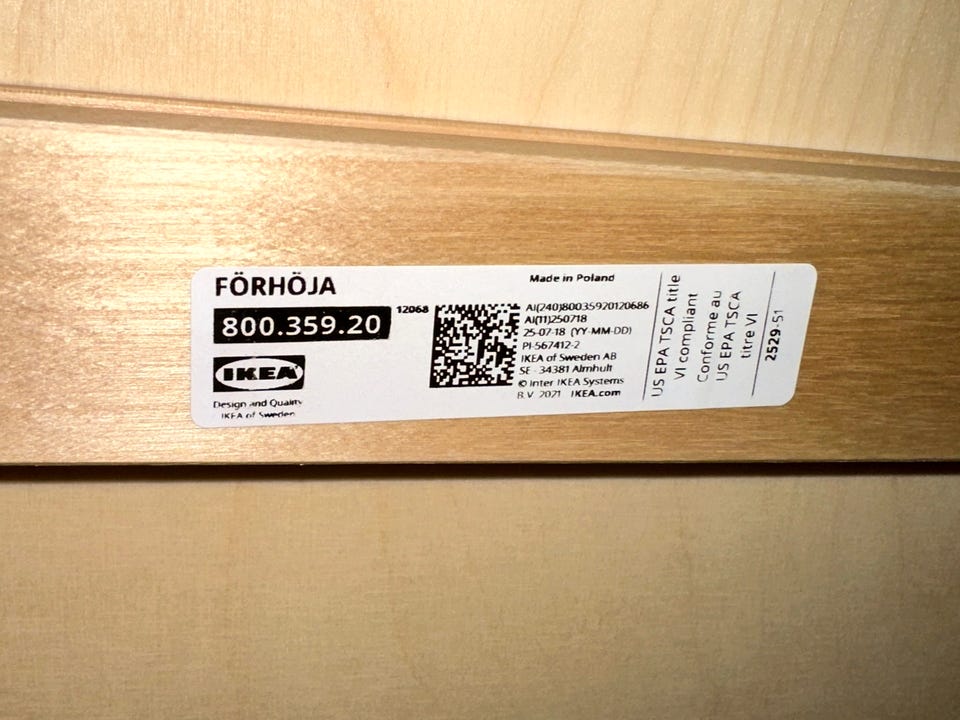 FÖRHÖJA
800.359.20
12068
IKEA
Design and Quality
IKEA of Sweden
Made in Poland
AI(240)80035920120686
AI(11)250718
25-07-18 (YY-MM-DD)
PI-567412-2
IKEA of Sweden AB
SE - 34381 Älmhult
© Inter IKEA Systems
B.V. 2021 IKEA.com
US EPA TSCA title
VI compliant
Conforme au
US EPA TSCA
titre VI
2529-51